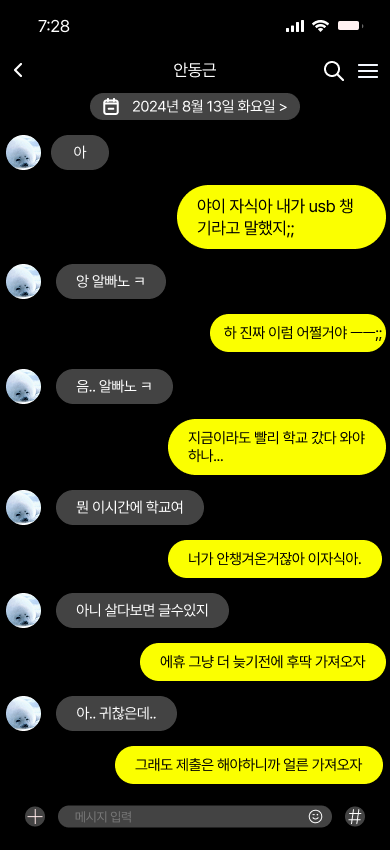 7:28
안동근
2024년 8월 13일 화요일 >
아
야이 자식아 내가 usb 챙
기라고 말했지;;
앙 알빠노 ㅋ
하 진짜 이럼 어쩔거야 ㅡㅡ;;
음.. 알빠노 ㅋ
지금이라도 빨리 학교 갔다 와야
하나...
뭔 이시간에 학교여
너가 안챙겨온거잖아 이자식아.
아니 살다보면 글수있지
에휴 그냥 더 늦기전에 후딱 가져오자
아.. 귀찮은데..
그래도 제출은 해야하니까 얼른 가져오자
메시지 입력
#